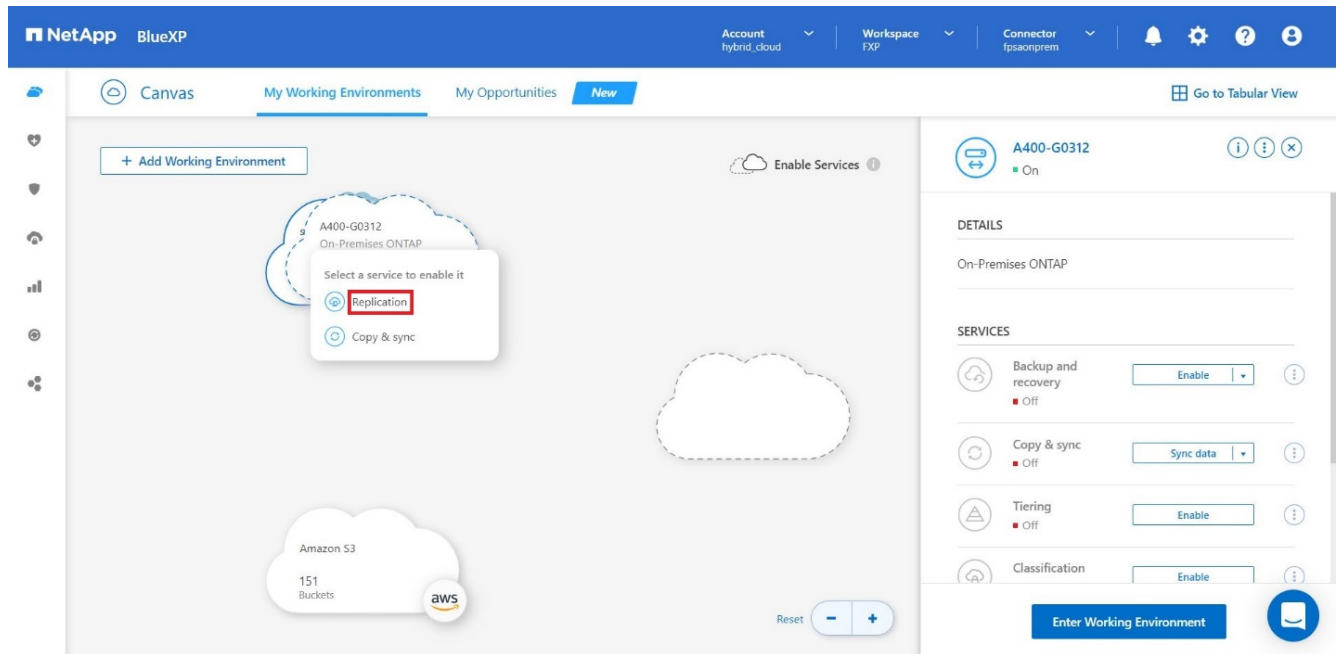 NetApp BlueXP
Account
hybrid_cloud
Workspace
FXP
Connector
fpsaonprem
Canvas
My Working Environments
My Opportunities
New
Go to Tabular View
+ Add Working Environment
Enable Services
A400-G0312
On-Premises ONTAP
Select a service to enable it
Replication
Copy & sync
Amazon S3
151
Buckets
aws
Reset
A400-G0312
On
DETAILS
On-Premises ONTAP
SERVICES
Backup and
recovery
Off
Enable
Copy & sync
Off
Sync data
Tiering
Off
Enable
Classification
Enable
Enter Working Environment